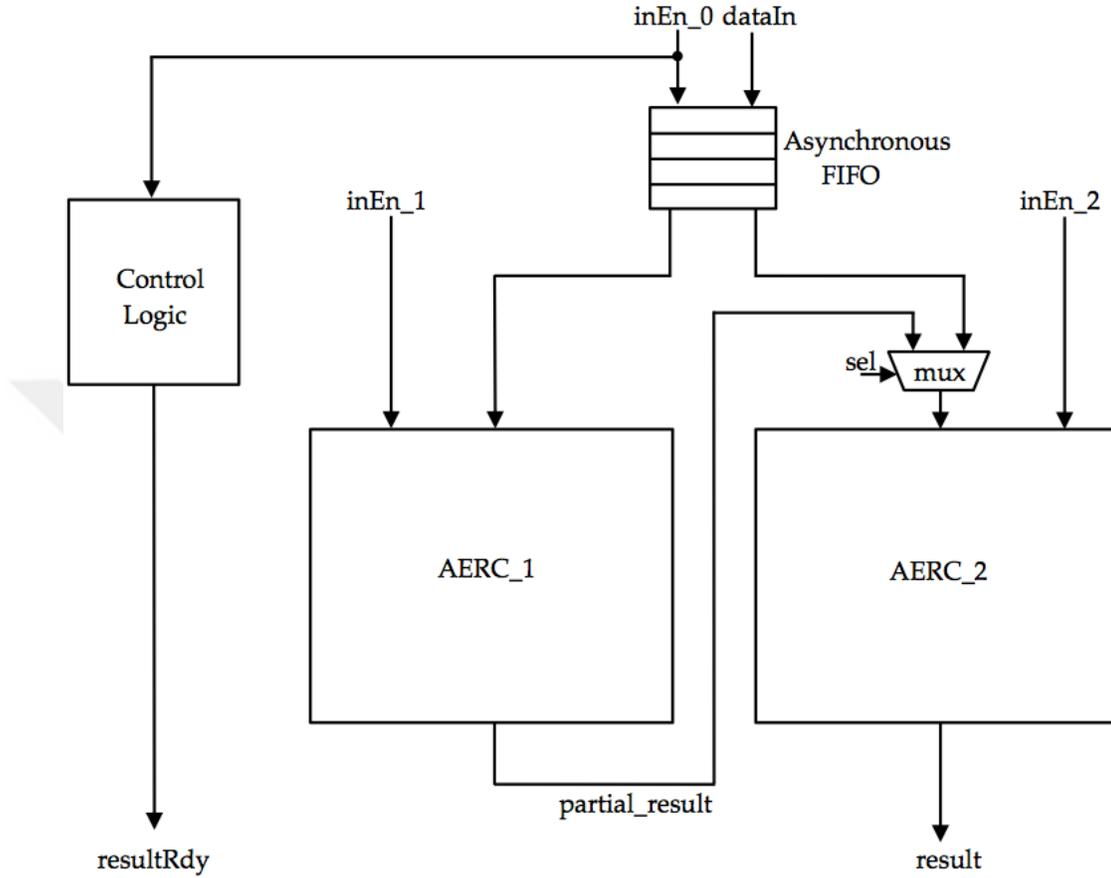 inEn_0 dataIn
Asynchronous
FIFO
inEn_1
inEn_2
Control
Logic
sel
mux
AERC_1
AERC_2
partial_result
resultRdy
result